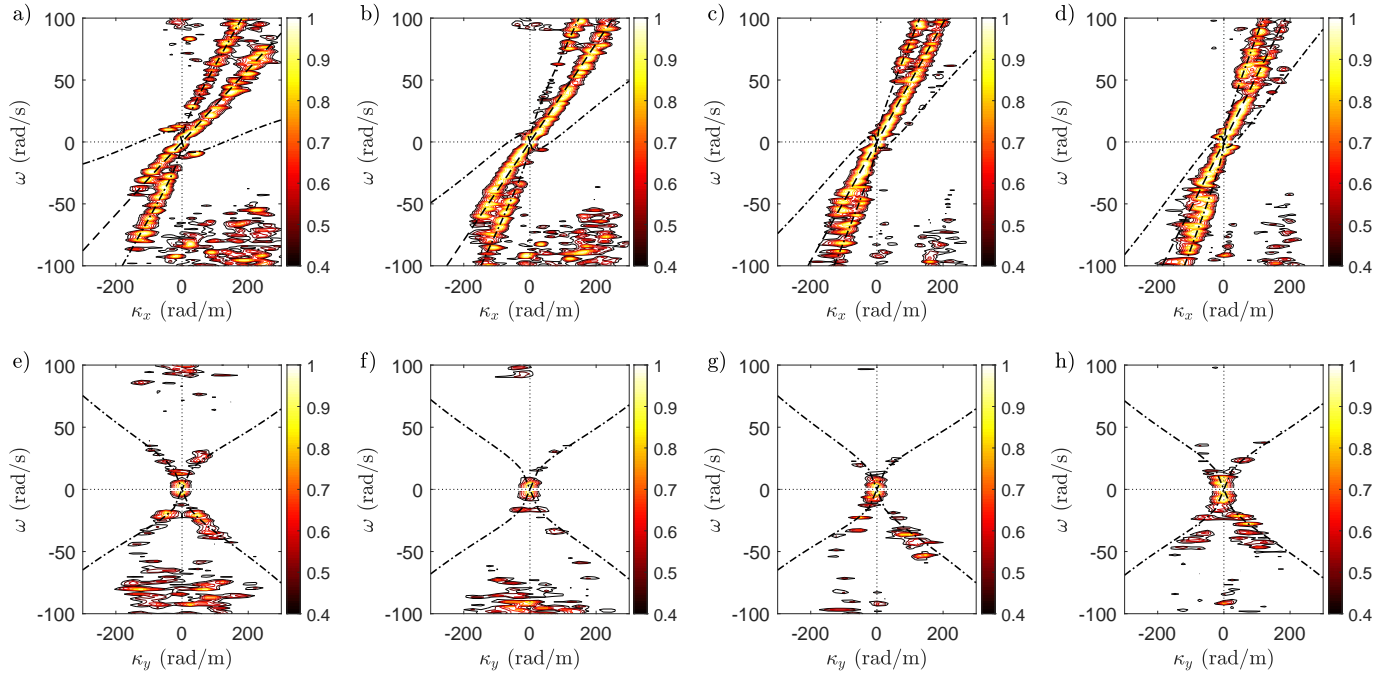 a) b) c) d)
100 1 100 1 100 1 100 1
0.9 0.9 0.9 0.9
50 50 50 50
0.8 0.8 0.8 0.8
ω (rad/s) 0 0.7 ω (rad/s) 0 0.7 ω (rad/s) 0 0.7 ω (rad/s) 0 0.7
0.6 0.6 0.6 0.6
-50 -50 -50 -50
0.5 0.5 0.5 0.5
-100 0.4 -100 0.4 -100 0.4 -100 0.4
-200 0 200 -200 0 200 -200 0 200 -200 0 200
κx (rad/m) κx (rad/m) κx (rad/m) κx (rad/m)
e) f) g) h)
100 1 100 1 100 1 100 1
0.9 0.9 0.9 0.9
50 50 50 50
0.8 0.8 0.8 0.8
ω (rad/s) 0 0.7 ω (rad/s) 0 0.7 ω (rad/s) 0 0.7 ω (rad/s) 0 0.7
0.6 0.6 0.6 0.6
-50 -50 -50 -50
0.5 0.5 0.5 0.5
-100 0.4 -100 0.4 -100 0.4 -100 0.4
-200 0 200 -200 0 200 -200 0 200 -200 0 200
κy (rad/m) κy (rad/m) κy (rad/m) κy (rad/m)